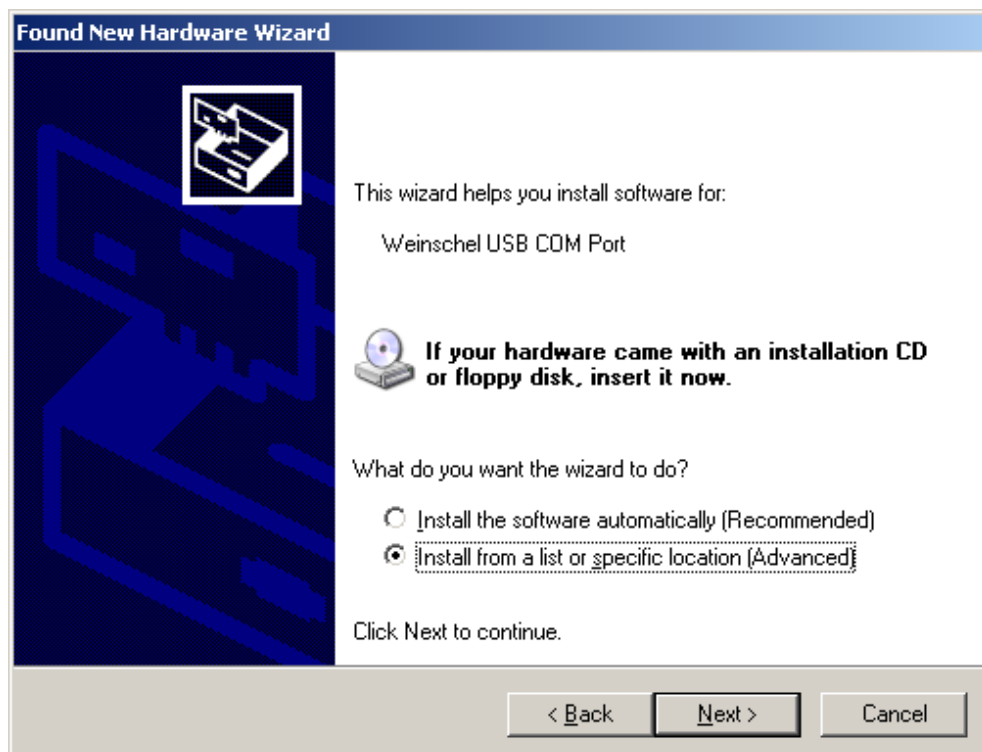 Found New Hardware Wizard
This wizard helps you install software for:
Weinschel USB COM Port
If your hardware came with an installation CD
or floppy disk, insert it now.
What do you want the wizard to do?
Install the software automatically (Recommended)
Install from a list or specific location (Advanced)
Click Next to continue.
< Back
Next >
Cancel